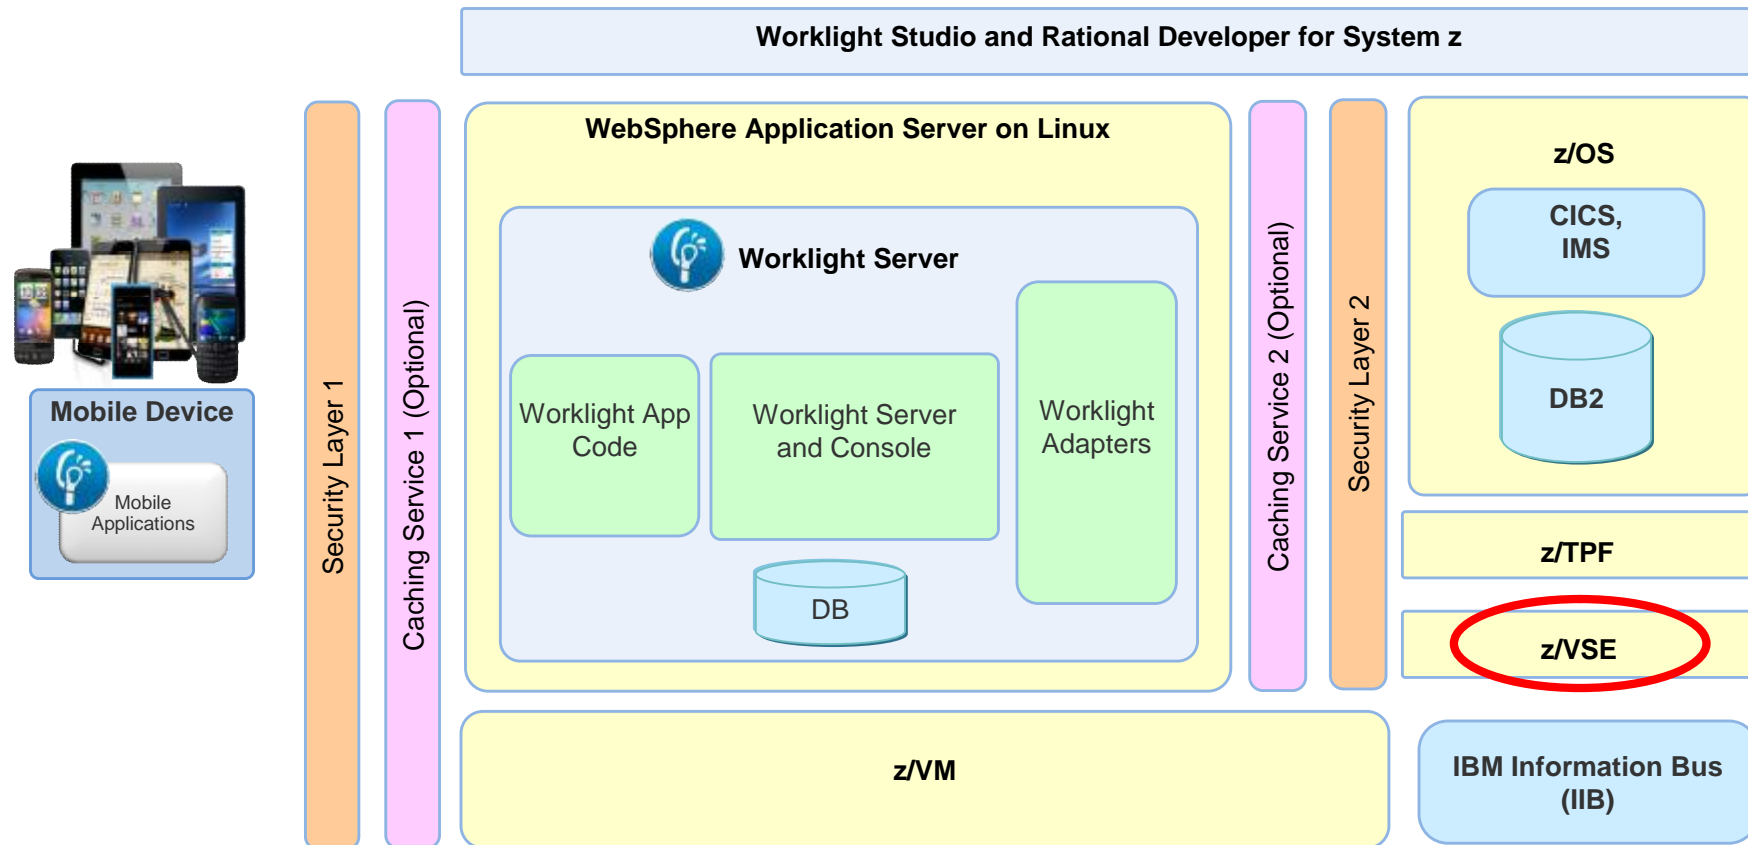 Worklight Studio and Rational Developer for System z
Mobile Device
Mobile
Applications
Security Layer 1
Caching Service 1 (Optional)
WebSphere Application Server on Linux
Worklight Server
Worklight App
Code
Worklight Server
and Console
Worklight
Adapters
DB
Caching Service 2 (Optional)
Security Layer 2
z/OS
CICS,
IMS
DB2
z/TPF
z/VSE
z/VM
IBM Information Bus
(IIB)